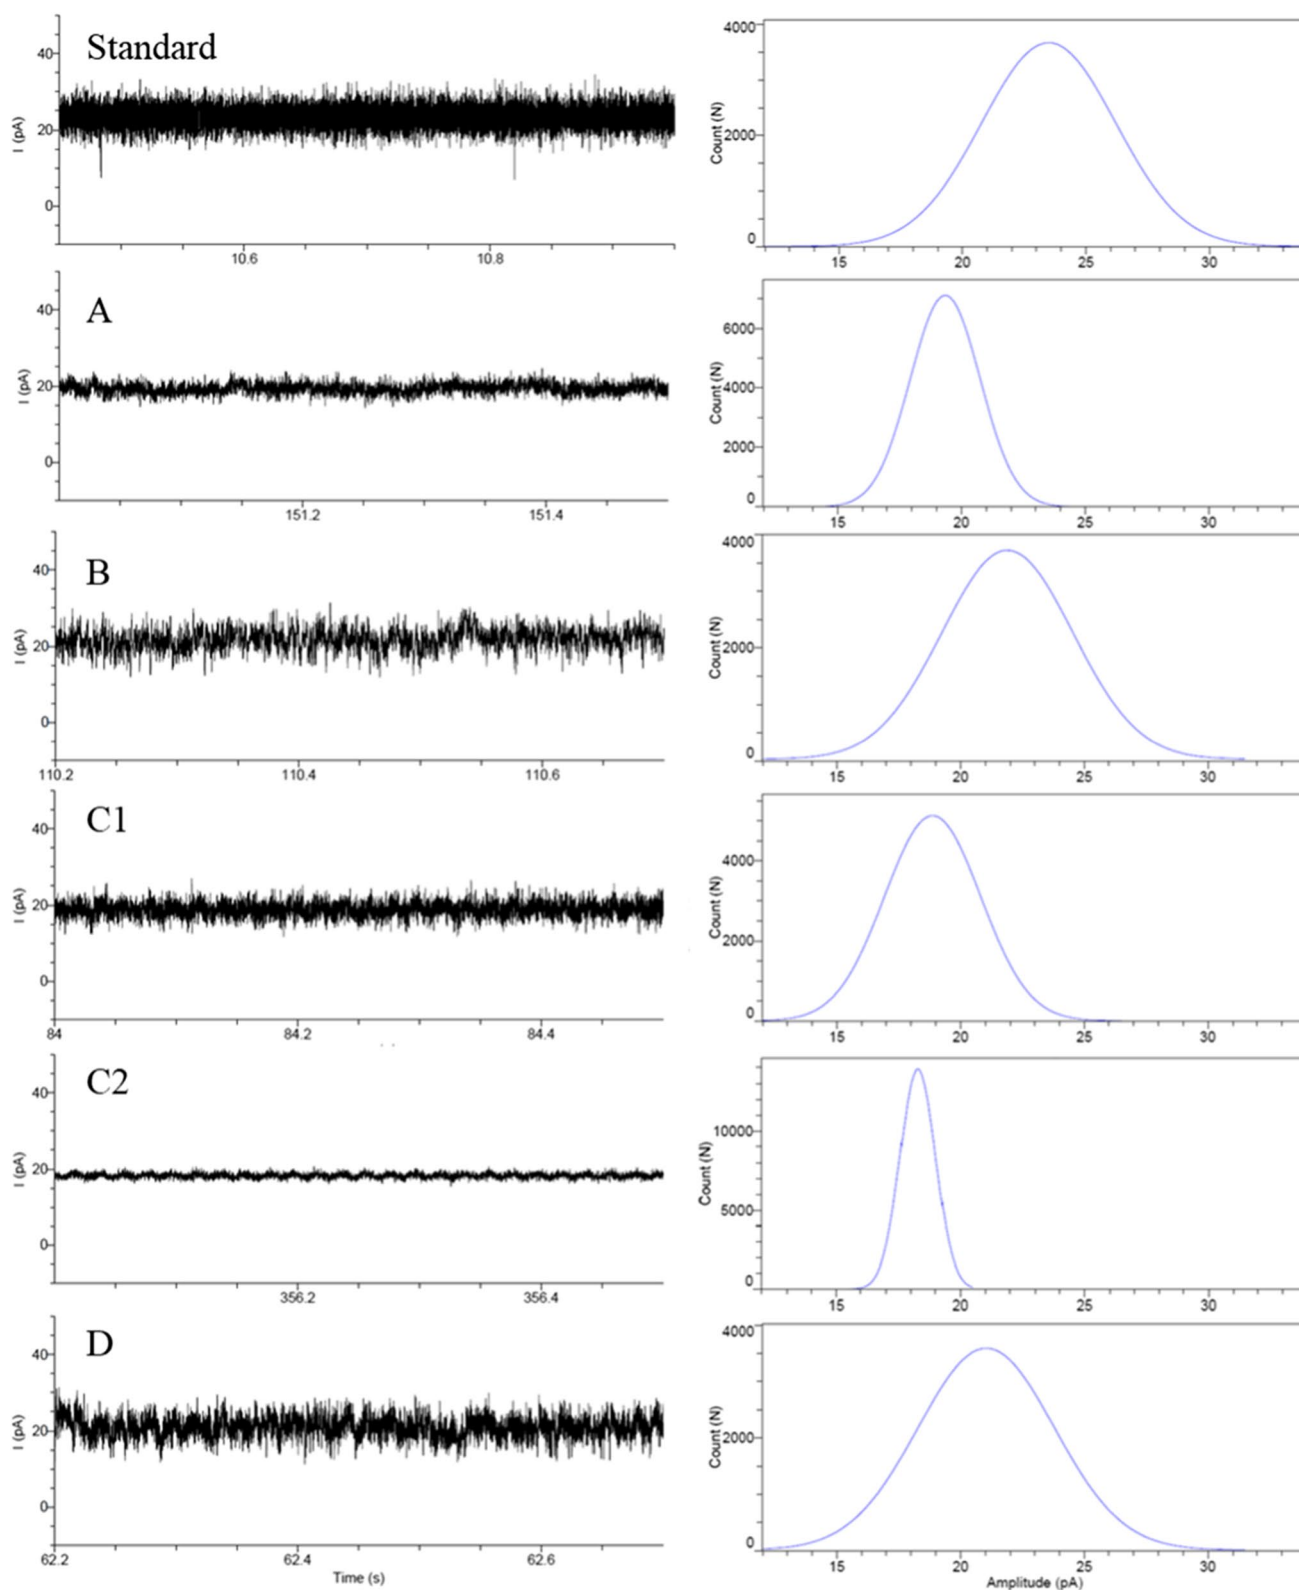 Standard
40
20
0
I (pA)
10.6 10.8
4000
2000
0
Count (N)
15 20 25 30
A
40
20
0
I (pA)
151.2 151.4
6000
4000
2000
0
Count (N)
15 20 25 30
B
40
20
0
I (pA)
110.2 110.4 110.6
4000
2000
0
Count (N)
15 20 25 30
C1
40
20
0
I (pA)
84 84.2 84.4
4000
2000
0
Count (N)
15 20 25 30
C2
40
20
0
I (pA)
356.2 356.4
10000
5000
0
Count (N)
15 20 25 30
D
40
20
0
I (pA)
62.2 62.4 62.6
Time (s)
4000
2000
0
Count (N)
15 20 25 30
Amplitude (pA)